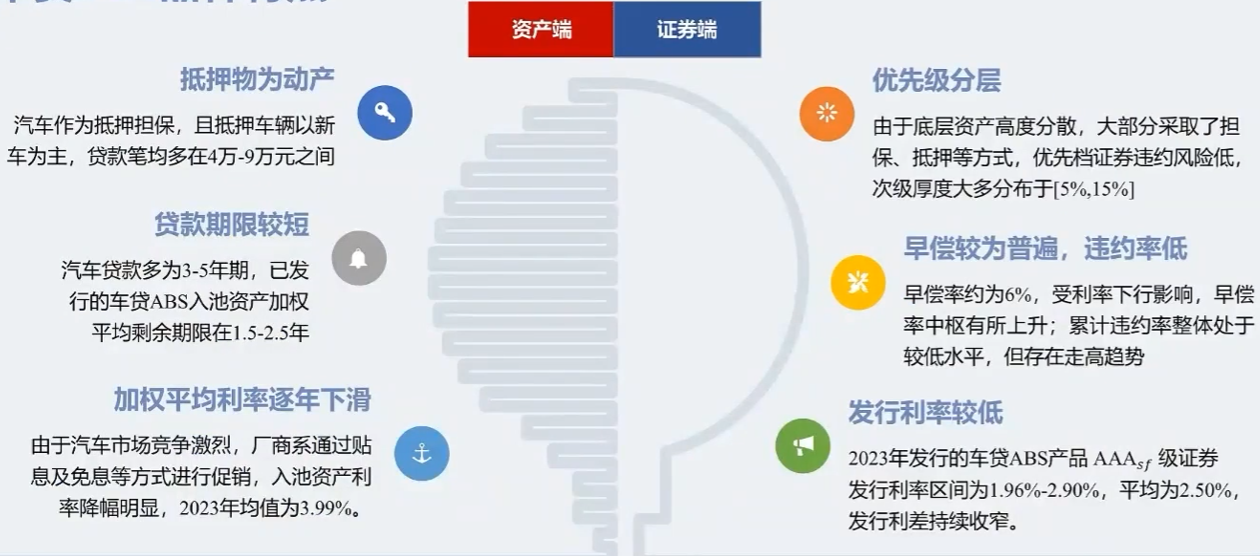 资产端
证券端
抵押物为动产
汽车作为抵押担保，且抵押车辆以新
车为主，贷款笔均多在4万-9万元之间
贷款期限较短
汽车贷款多为3-5年期，已发
行的车贷ABS入池资产加权
平均剩余期限在1.5-2.5年
加权平均利率逐年下滑
由于汽车市场竞争激烈，厂商系通过贴
息及免息等方式进行促销，入池资产利
率降幅明显，2023年均值为3.99%。
优先级分层
由于底层资产高度分散，大部分采取了担
保、抵押等方式，优先档证券违约风险低，
次级厚度大多分布于[5%,15%]
早偿较为普遍，违约率低
早偿率约为6%，受利率下行影响，早偿
率中枢有所上升；累计违约率整体处于
较低水平，但存在走高趋势
发行利率较低
2023年发行的车贷ABS产品 AAAsf 级证券
发行利率区间为1.96%-2.90%，平均为2.50%，
发行利差持续收窄。